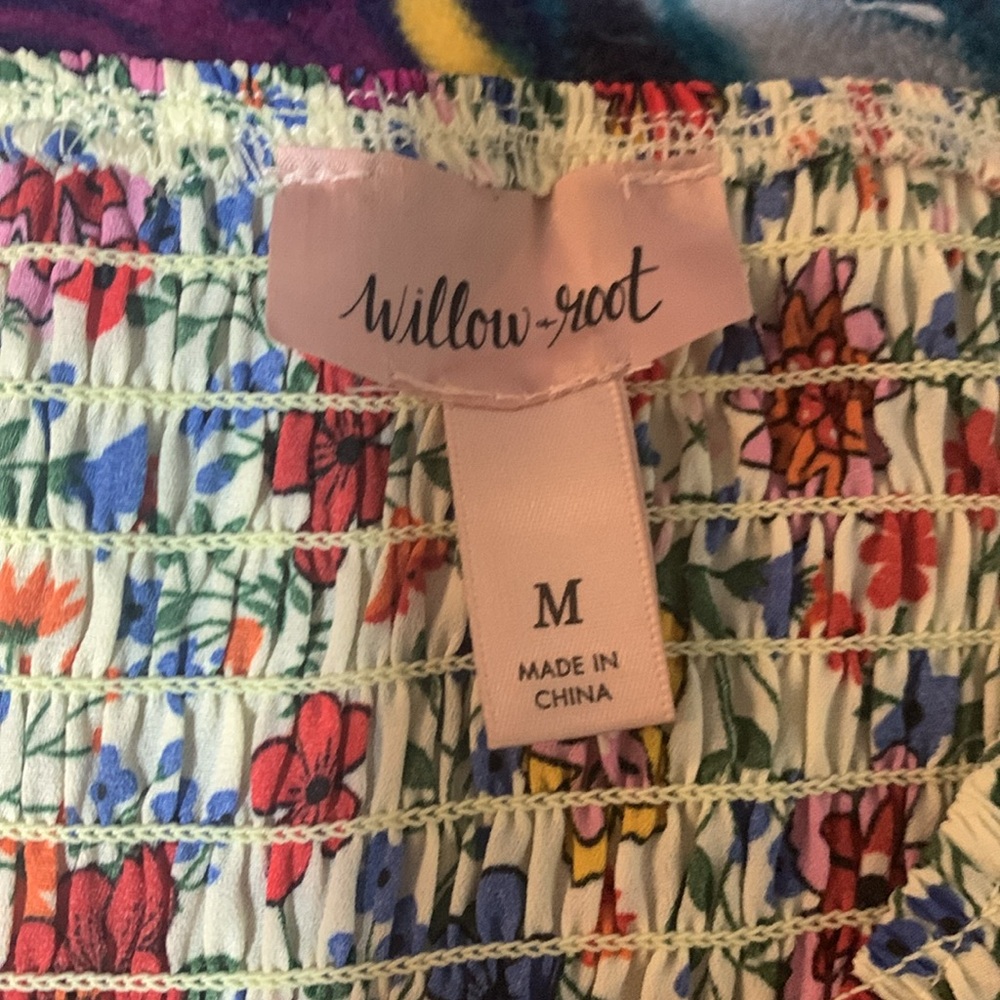 Willow + root
M
MADE IN
CHINA